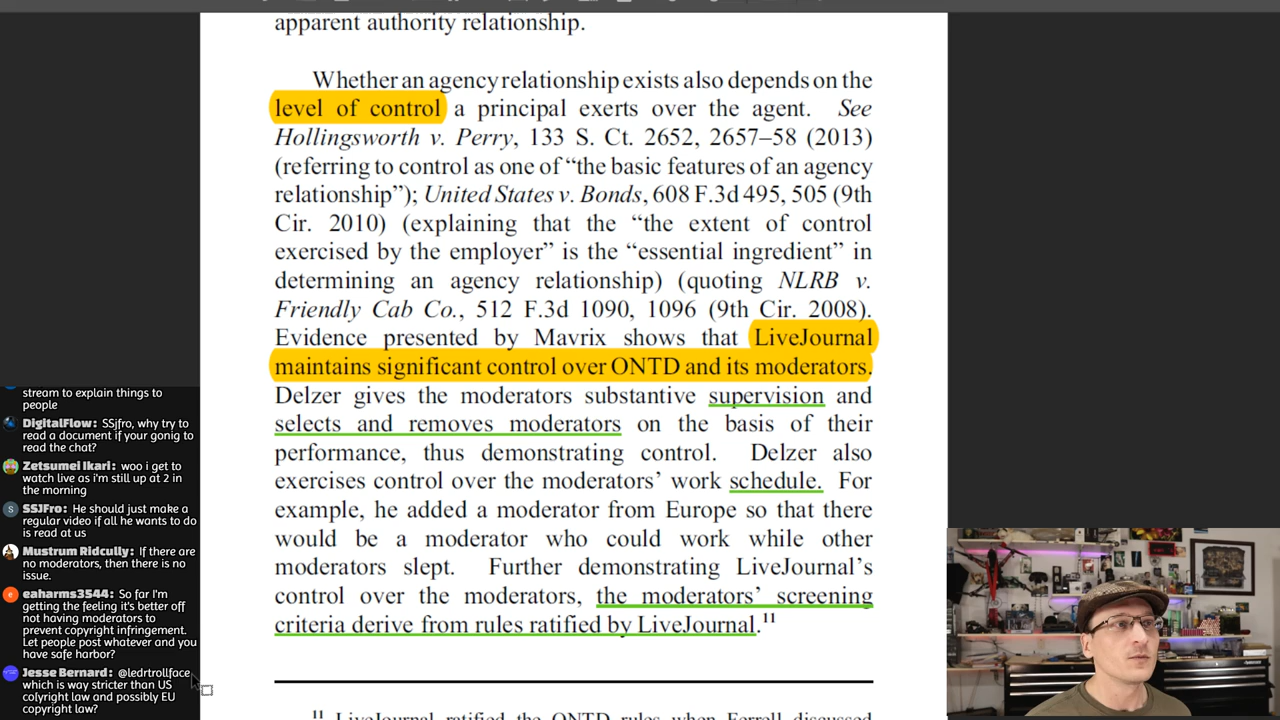 apparent authority relationship.
Whether an agency relationship exists also depends on the
level of control a principal exerts over the agent. See
Hollingsworth v. Perry, 133 S. Ct. 2652, 2657–58 (2013)
(referring to control as one of “the basic features of an agency
relationship”); United States v. Bonds, 608 F.3d 495, 505 (9th
Cir. 2010) (explaining that the “the extent of control
exercised by the employer” is the “essential ingredient” in
determining an agency relationship) (quoting NLRB v.
Friendly Cab Co., 512 F.3d 1090, 1096 (9th Cir. 2008).
Evidence presented by Mavrix shows that LiveJournal
maintains significant control over ONTD and its moderators.
Delzer gives the moderators substantive supervision and
selects and removes moderators on the basis of their
performance, thus demonstrating control. Delzer also
exercises control over the moderators’ work schedule. For
example, he added a moderator from Europe so that there
would be a moderator who could work while other
moderators slept. Further demonstrating LiveJournal’s
control over the moderators, the moderators’ screening
criteria derive from rules ratified by LiveJournal.¹¹
¹¹ LiveJournal ratified the ONTD rules when Ferrell discussed
stream to explain things to
people
DigitalFlow: SSjfro, why try to
read a document if your gonig to
read the chat?
Zetsumei Ikari: woo i get to
watch live as i'm still up at 2 in
the morning
SSJFro: He should just make a
regular video if all he wants to do
is read at us
Mustrum Ridcully: If there are
no moderators, then there is no
issue.
eaharms3544: So far I'm
getting the feeling it's better off
not having moderators to
prevent copyright infringement.
Let people post whatever and you
have safe harbor?
Jesse Bernard: @ledrtrollface
which is way stricter than US
colyright law and possibly EU
copyright law?